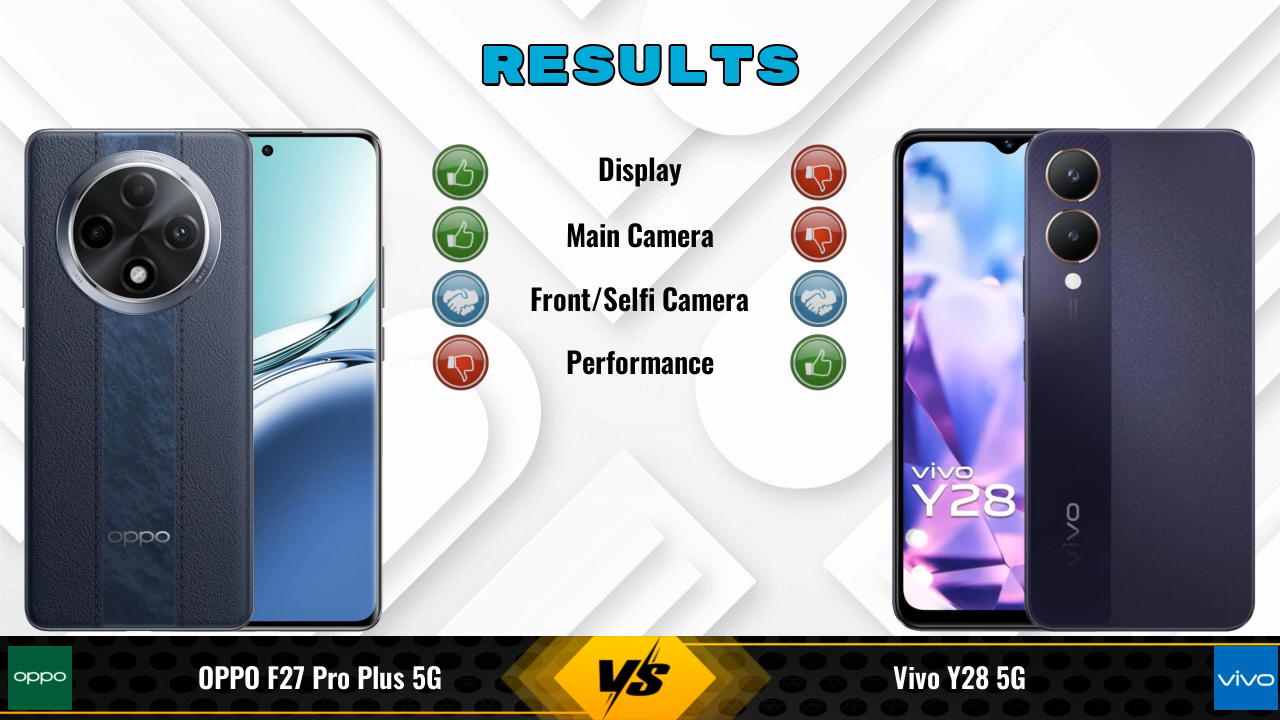 RESULTS
Display
Main Camera
Front/Selfi Camera
Performance
oppo
vivo
Y28
vivo
oppo
OPPO F27 Pro Plus 5G
VS
Vivo Y28 5G
vivo